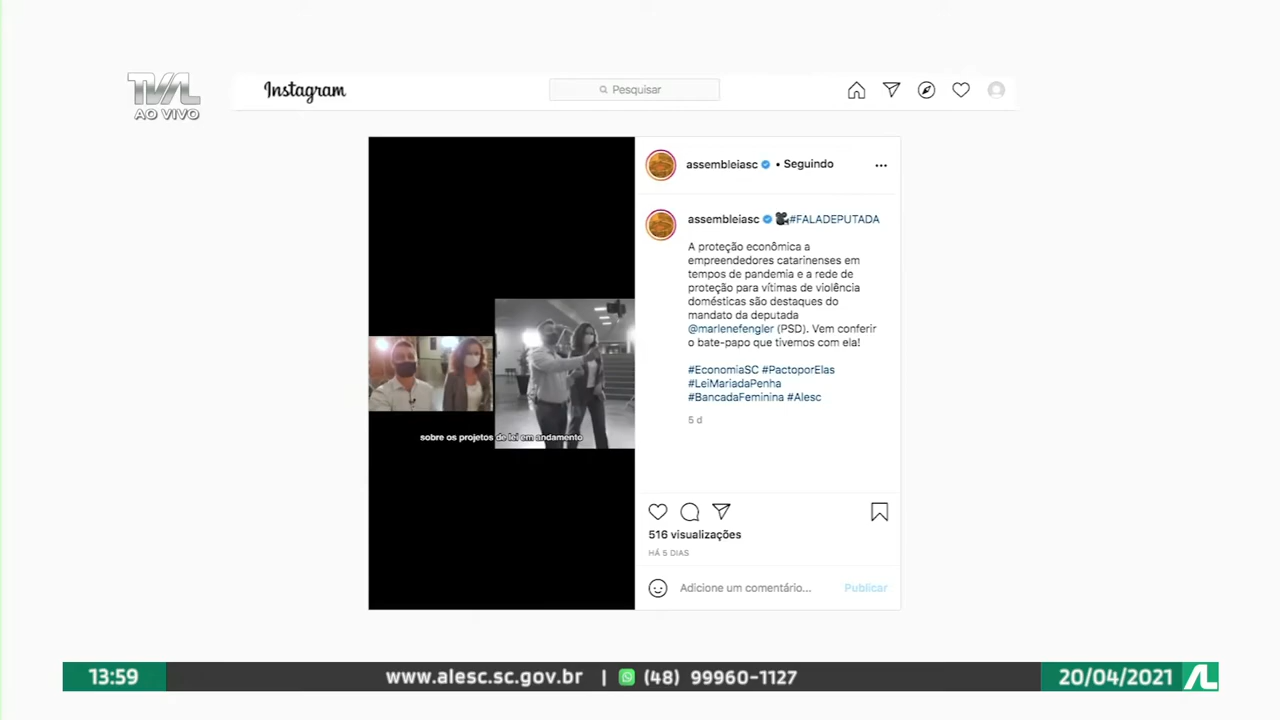 TVAL
AO VIVO
Instagram
Pesquisar
assembleiasc • Seguindo
assembleiasc #FALADEPUTADA
A proteção econômica a
empreendedores catarinenses em
tempos de pandemia e a rede de
proteção para vítimas de violência
domésticas são destaques do
mandato da deputada
@marlenefengler (PSD). Vem conferir
o bate-papo que tivemos com ela!
#EconomiaSC #PactoporElas
#LeiMariadaPenha
#BancadaFeminina #Alesc
5 d
sobre os projetos de lei em andamento
516 visualizações
HÁ 5 DIAS
Adicione um comentário... Publicar
13:59 www.alesc.sc.gov.br | (48) 99960-1127 20/04/2021 AL